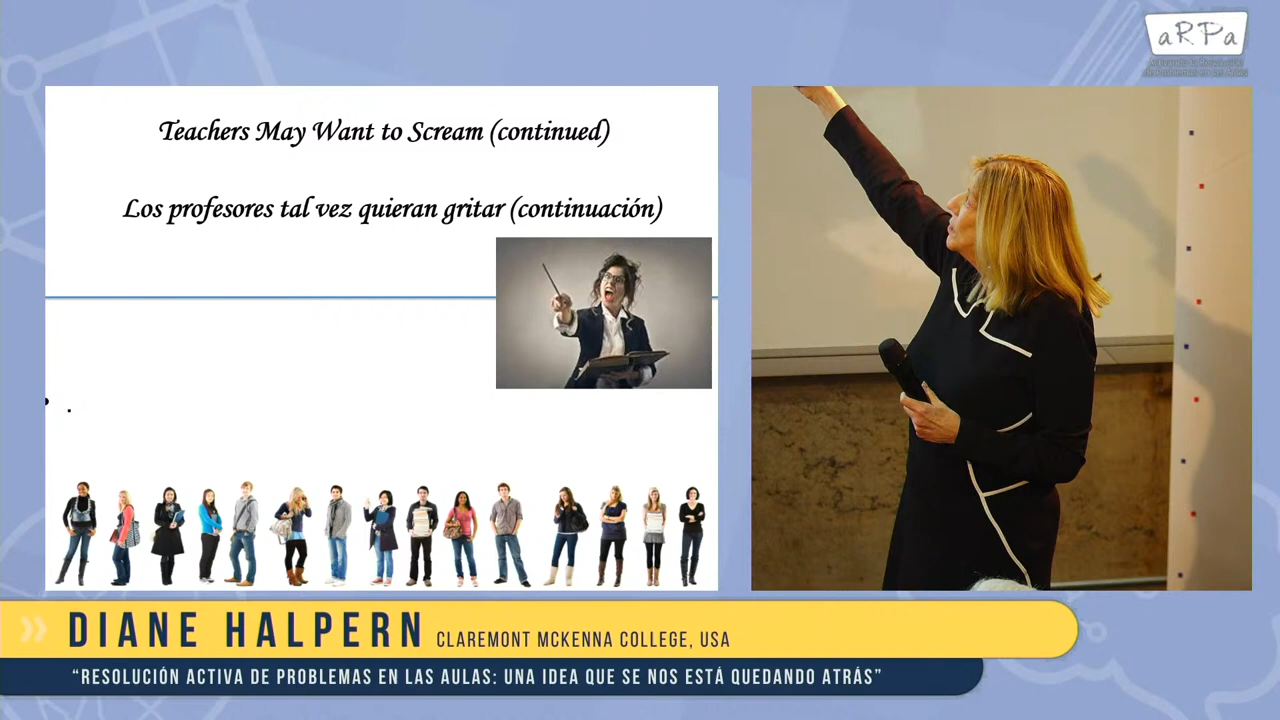 aRPa
Teachers May Want to Scream (continued)
Los profesores tal vez quieran gritar (continuación)
DIANE HALPERN CLAREMONT MCKENNA COLLEGE, USA
“RESOLUCIÓN ACTIVA DE PROBLEMAS EN LAS AULAS: UNA IDEA QUE SE NOS ESTÁ QUEDANDO ATRÁS”